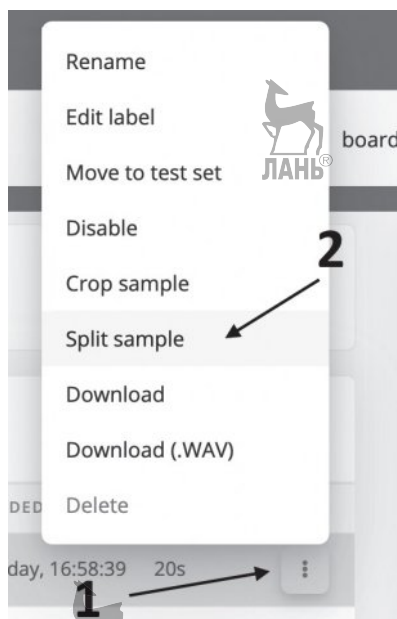 Rename
Edit label
ЛАНЬ®
board
Move to test set
Disable
2
Crop sample
Split sample
Download
Download (.WAV)
DED
Delete
day, 16:58:39 20s
1